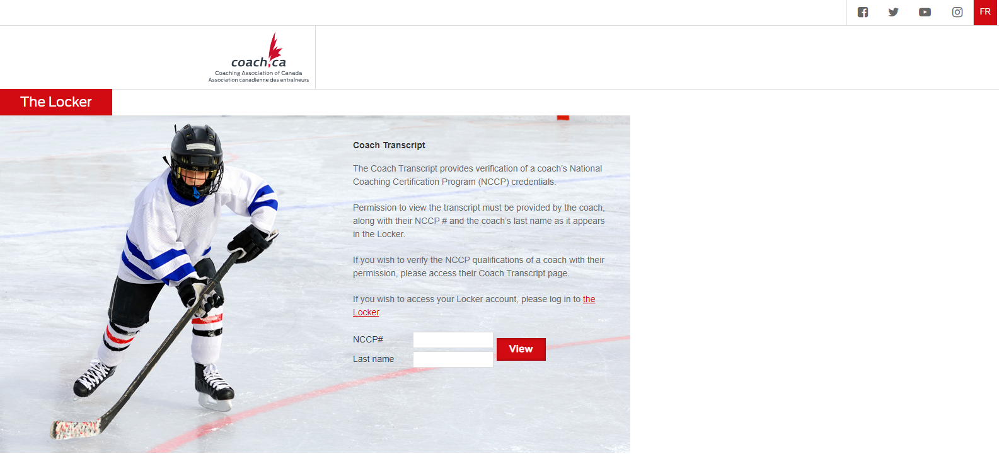 FR
coach.ca
Coaching Association of Canada
Association canadienne des entraîneurs
The Locker
Coach Transcript
The Coach Transcript provides verification of a coach's National
Coaching Certification Program (NCCP) credentials.
Permission to view the transcript must be provided by the coach,
along with their NCCP # and the coach's last name as it appears
in the Locker.
If you wish to verify the NCCP qualifications of a coach with their
permission, please access their Coach Transcript page.
If you wish to access your Locker account, please log in to the
Locker.
NCCP#
View
Last name